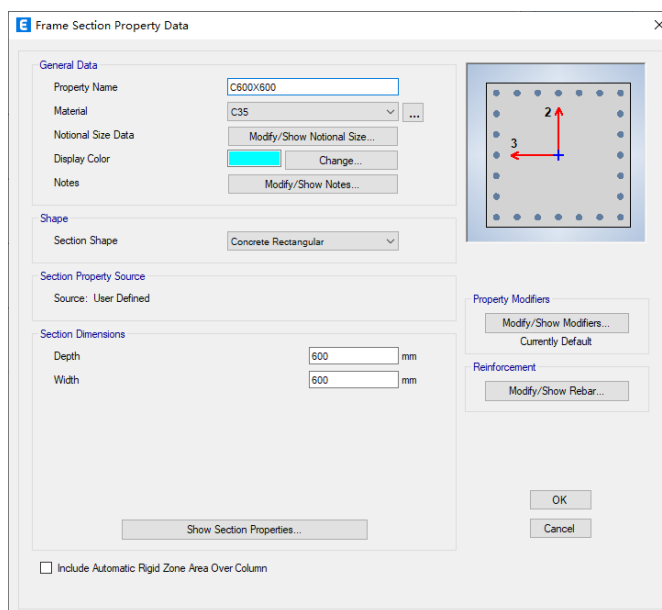 E Frame Section Property Data
General Data
Property Name C600X600
Material C35 ...
Notional Size Data Modify/Show Notional Size...
Display Color Change...
Notes Modify/Show Notes...
2
3
Shape
Section Shape Concrete Rectangular
Section Property Source
Source: User Defined
Property Modifiers
Modify/Show Modifiers...
Currently Default
Section Dimensions
Depth 600 mm
Width 600 mm
Reinforcement
Modify/Show Rebar...
Show Section Properties...
OK
Cancel
Include Automatic Rigid Zone Area Over Column